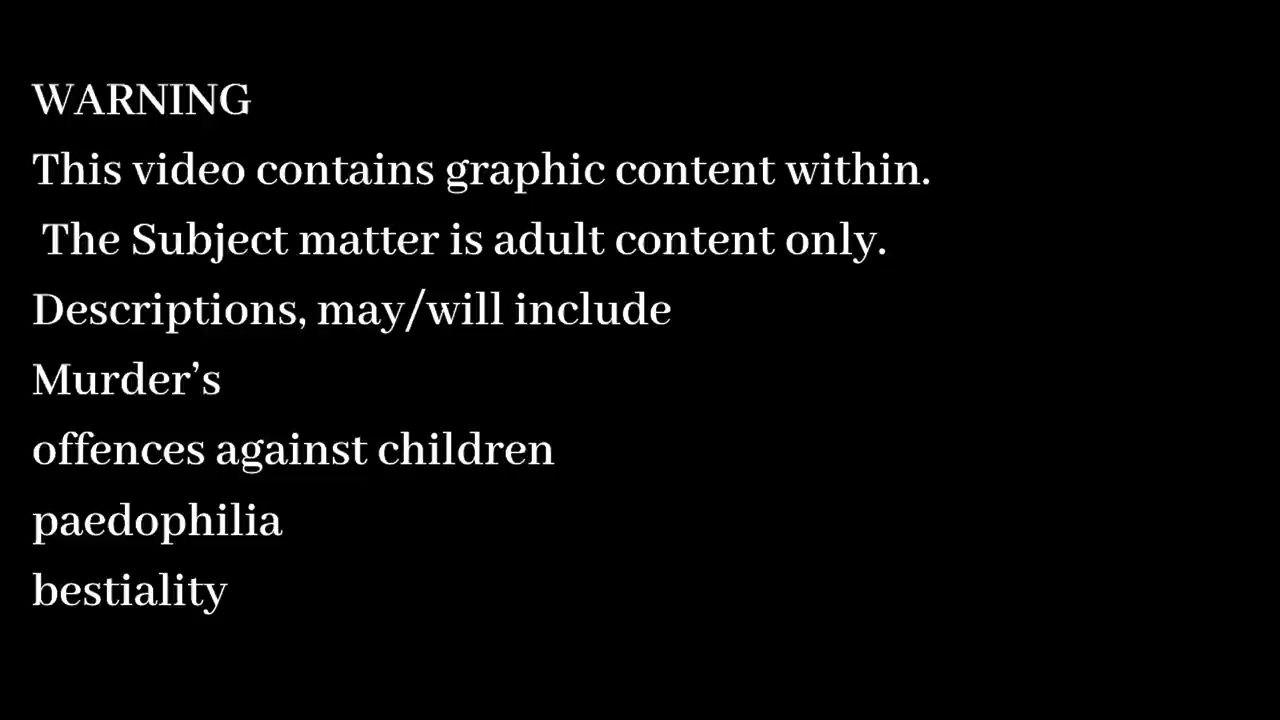 WARNING
This video contains graphic content within.
The Subject matter is adult content only.
Descriptions, may/will include
Murder’s
offences against children
paedophilia
bestiality